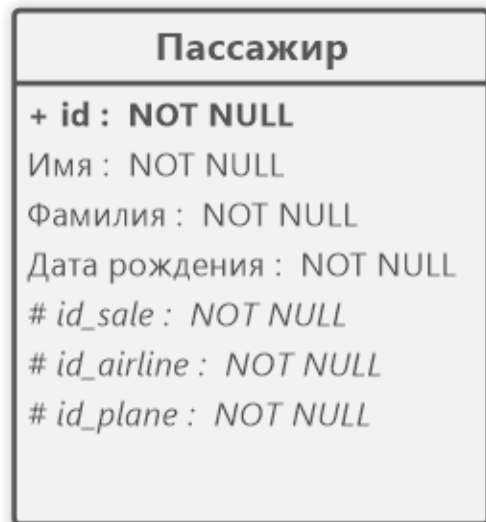 Пассажир
+ id : NOT NULL
Имя : NOT NULL
Фамилия : NOT NULL
Дата рождения : NOT NULL
# id_sale : NOT NULL
# id_airline : NOT NULL
# id_plane : NOT NULL